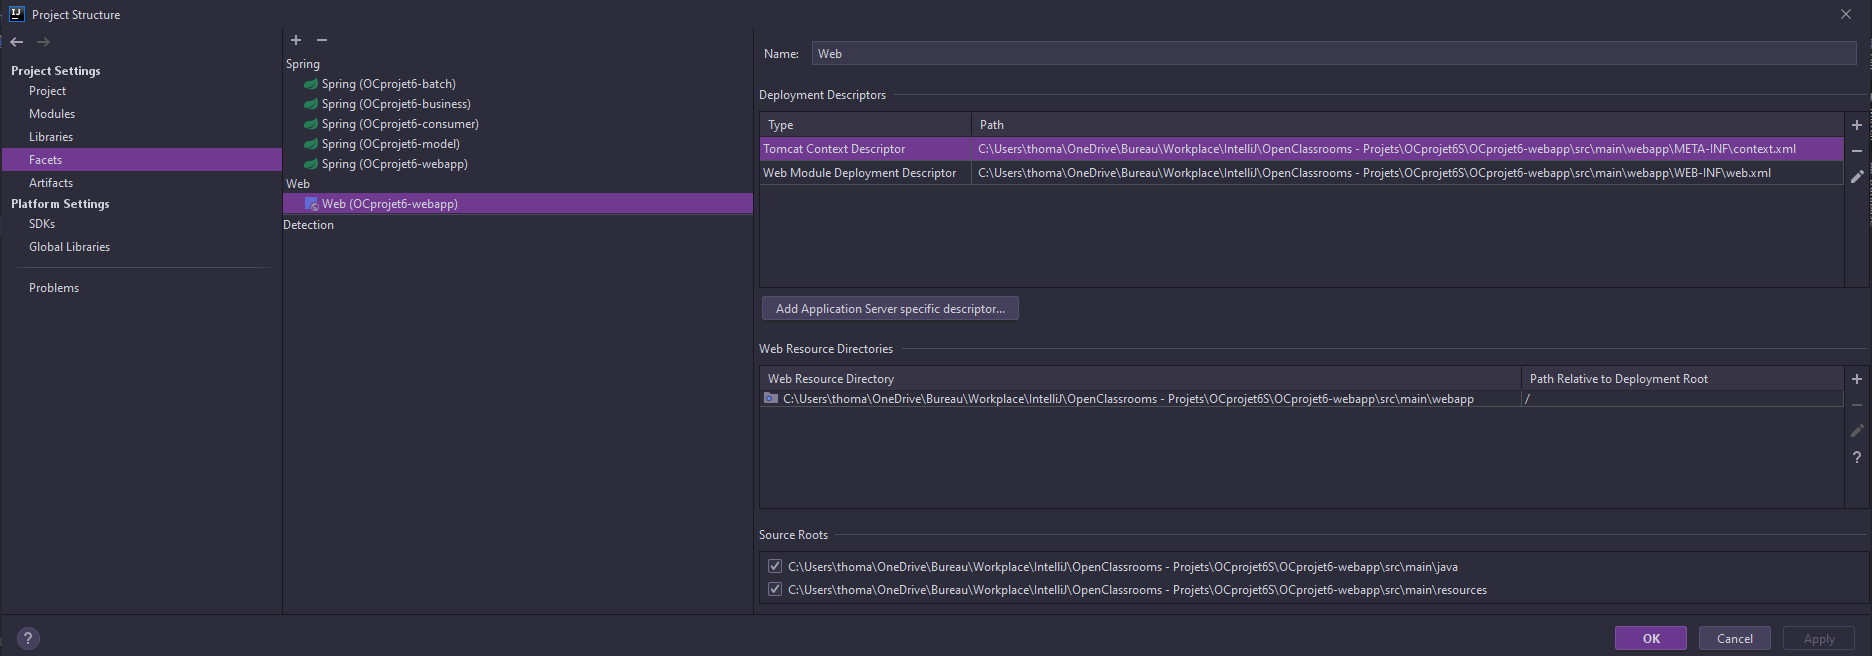 Project Structure
Project Settings
Project
Modules
Libraries
Facets
Artifacts
Platform Settings
SDKs
Global Libraries
Problems
Spring
Spring (OCprojet6-batch)
Spring (OCprojet6-business)
Spring (OCprojet6-consumer)
Spring (OCprojet6-model)
Spring (OCprojet6-webapp)
Web
Web (OCprojet6-webapp)
Detection
Name: Web
Deployment Descriptors
Type Path
Tomcat Context Descriptor C:\Users\thoma\OneDrive\Bureau\Workplace\IntelliJ\OpenClassrooms - Projets\OCprojet6S\OCprojet6-webapp\src\main\webapp\META-INF\context.xml
Web Module Deployment Descriptor C:\Users\thoma\OneDrive\Bureau\Workplace\IntelliJ\OpenClassrooms - Projets\OCprojet6S\OCprojet6-webapp\src\main\webapp\WEB-INF\web.xml
Add Application Server specific descriptor...
Web Resource Directories
Web Resource Directory Path Relative to Deployment Root
C:\Users\thoma\OneDrive\Bureau\Workplace\IntelliJ\OpenClassrooms - Projets\OCprojet6S\OCprojet6-webapp\src\main\webapp /
Source Roots
C:\Users\thoma\OneDrive\Bureau\Workplace\IntelliJ\OpenClassrooms - Projets\OCprojet6S\OCprojet6-webapp\src\main\java
C:\Users\thoma\OneDrive\Bureau\Workplace\IntelliJ\OpenClassrooms - Projets\OCprojet6S\OCprojet6-webapp\src\main\resources
OK Cancel Apply